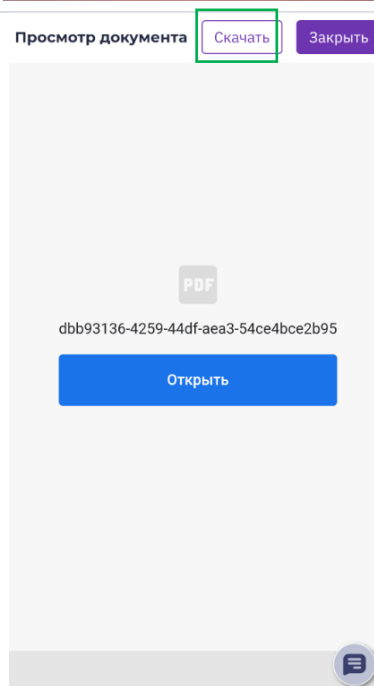 Просмотр документа Скачать Закрыть
PDF
dbb93136-4259-44df-aea3-54ce4bce2b95
Открыть